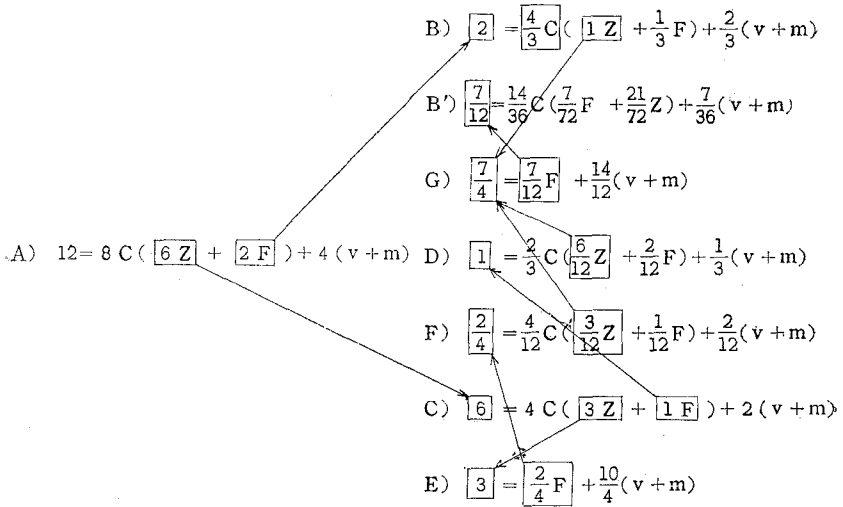 B) 2 = 4/3 C( 1 Z + 1/3 F) + 2/3 (v+m)
B') 7/12 = 14/36 C( 7/72 F + 21/72 Z) + 7/36 (v+m)
G) 7/4 = 7/12 F + 14/12 (v+m)
A) 12= 8 C( 6 Z + 2 F ) + 4 (v+m)
D) 1 = 2/3 C( 6/12 Z + 2/12 F) + 1/3 (v+m)
F) 2/4 = 4/12 C( 3/12 Z + 1/12 F) + 2/12 (v+m)
C) 6 = 4 C( 3 Z + 1 F ) + 2 (v+m)
E) 3 = 2/4 F + 10/4 (v+m)